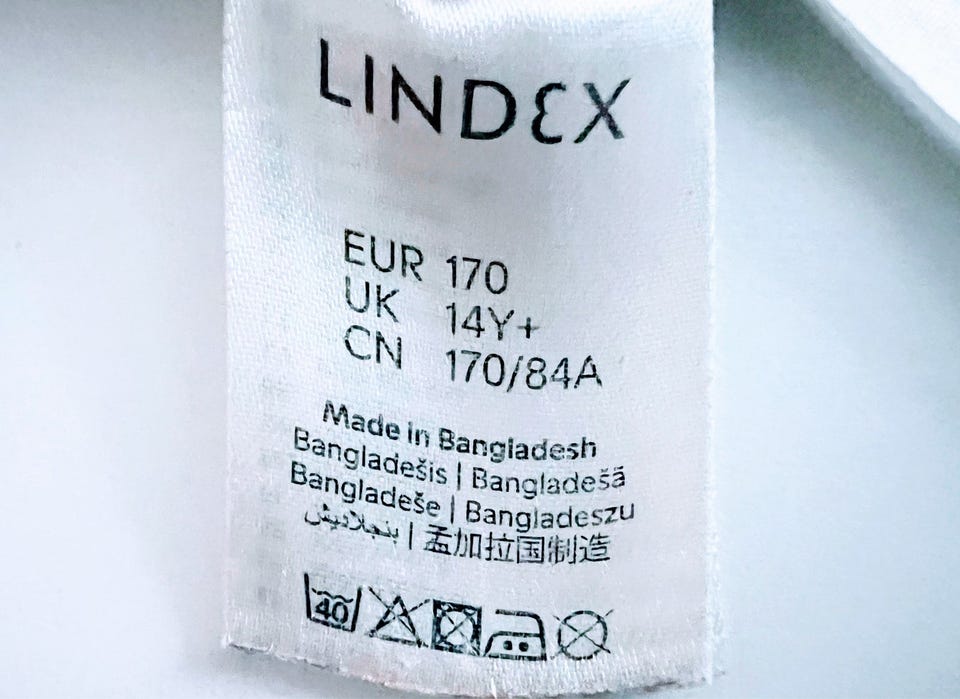 LINDEX
EUR 170
UK 14Y+
CN 170/84A
Made in Bangladesh
Bangladešis | Bangladešā
Bangladeše | Bangladeszu
بنجلاديش | 孟加拉国制造
40